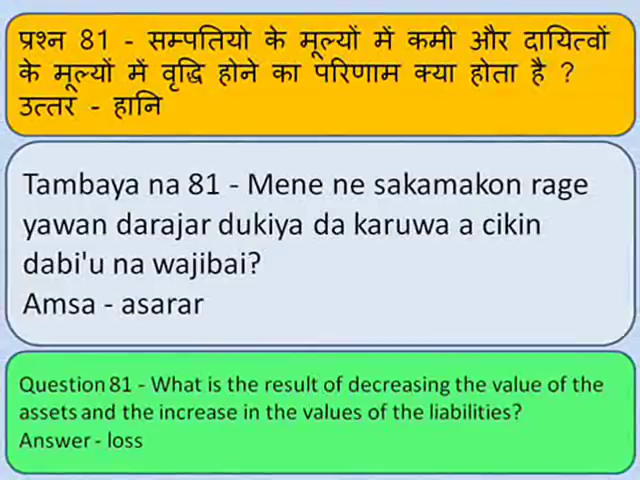 प्रश्न 81 - सम्पतियो के मूल्यों में कमी और दायित्वों
के मूल्यों में वृद्धि होने का परिणाम क्या होता है ?
उत्तर - हानि
Tambaya na 81 - Mene ne sakamakon rage
yawan darajar dukiya da karuwa a cikin
dabi'u na wajibai?
Amsa - asarar
Question 81 - What is the result of decreasing the value of the
assets and the increase in the values of the liabilities?
Answer - loss